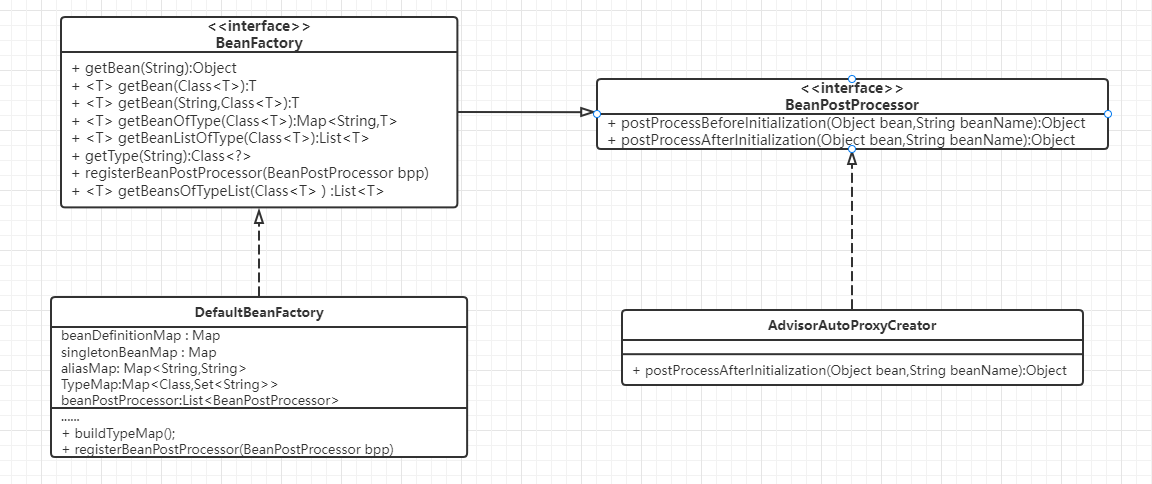 <<interface>>
BeanFactory
+ getBean(String):Object
+ <T> getBean(Class<T>):T
+ <T> getBean(String,Class<T>):T
+ <T> getBeanOfType(Class<T>):Map<String,T>
+ <T> getBeanListOfType(Class<T>):List<T>
+ getType(String):Class<?>
+ registerBeanPostProcessor(BeanPostProcessor bpp)
+ <T> getBeansOfTypeList(Class<T> ) :List<T>
<<interface>>
BeanPostProcessor
+ postProcessBeforeInitialization(Object bean,String beanName):Object
+ postProcessAfterInitialization(Object bean,String beanName):Object
DefaultBeanFactory
beanDefinitionMap : Map
singletonBeanMap : Map
aliasMap: Map<String,String>
TypeMap:Map<Class,Set<String>>
beanPostProcessor:List<BeanPostProcessor>
......
+ buildTypeMap();
+ registerBeanPostProcessor(BeanPostProcessor bpp)
AdvisorAutoProxyCreator
+ postProcessAfterInitialization(Object bean,String beanName):Object